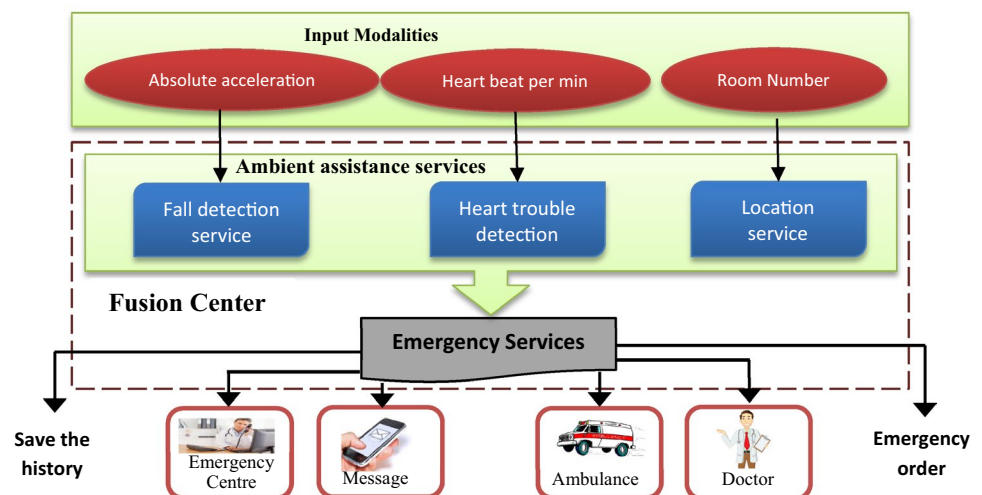 Input Modalities
Absolute acceleration
Heart beat per min
Room Number
Ambient assistance services
Fall detection
service
Heart trouble
detection
Location
service
Fusion Center
Emergency Services
Save the
history
Emergency
Centre
Message
Ambulance
Doctor
Emergency
order